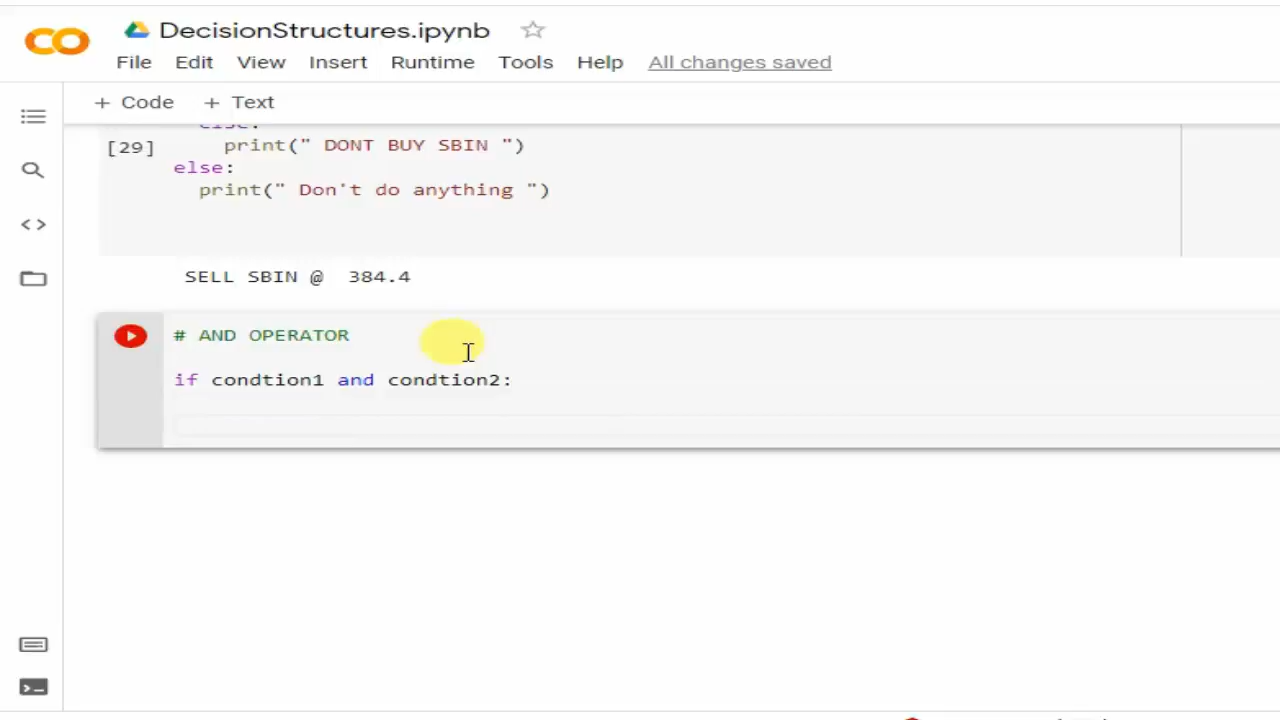 DecisionStructures.ipynb
File Edit View Insert Runtime Tools Help All changes saved
+ Code + Text
else:
[29] print(" DONT BUY SBIN ")
else:
print(" Don't do anything ")
SELL SBIN @ 384.4
# AND OPERATOR
if condtion1 and condtion2: